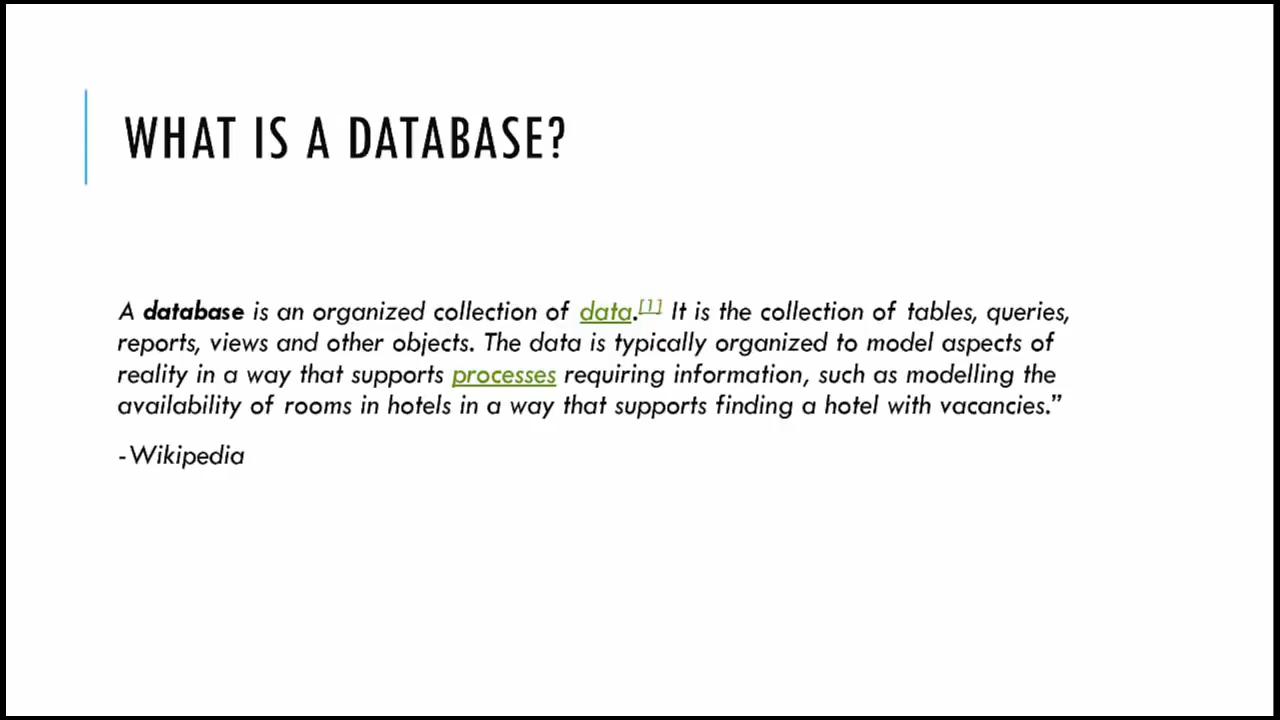 WHAT IS A DATABASE?
A database is an organized collection of data.[1] It is the collection of tables, queries,
reports, views and other objects. The data is typically organized to model aspects of
reality in a way that supports processes requiring information, such as modelling the
availability of rooms in hotels in a way that supports finding a hotel with vacancies.”
-Wikipedia